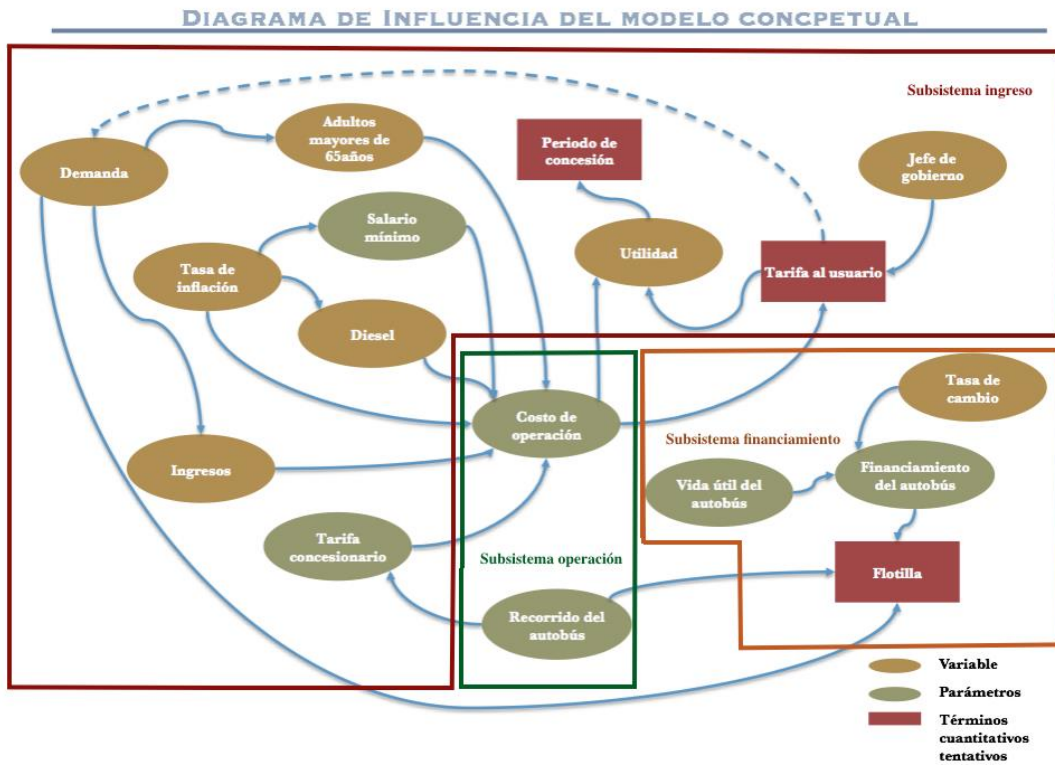 DIAGRAMA DE INFLUENCIA DEL MODELO CONCPETUAL
Subsistema ingreso
Adultos
mayores de
65años
Demanda
Periodo de
concesión
Jefe de
gobierno
Salario
mínimo
Utilidad
Tarifa al usuario
Tasa de
inflación
Diesel
Tasa de
cambio
Costo de
operación
Subsistema financiamiento
Ingresos
Vida útil del
autobús
Financiamiento
del autobús
Tarifa
concesionario
Subsistema operación
Flotilla
Recorrido del
autobús
Variable
Parámetros
Términos
cuantitativos
tentativos